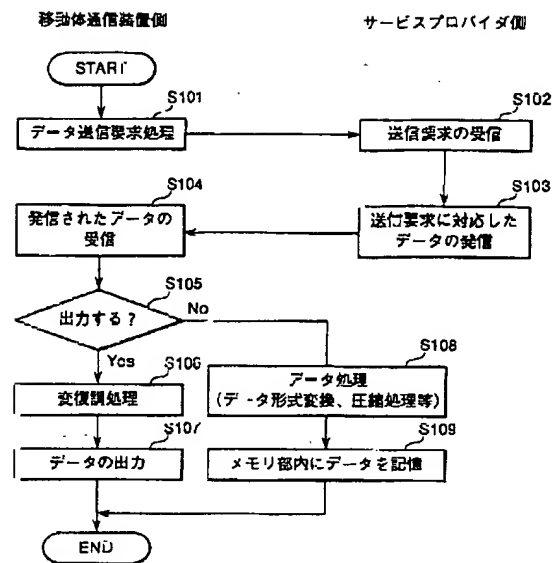 移動体通信装置側
サービスプロバイダ側
START
S101
データ送信要求処理
S102
送信要求の受信
S103
送信要求に対応した
データの発信
S104
発信されたデータの
受信
S105
出力する？
No
Yes
S106
変復調処理
S107
データの出力
S108
データ処理
（データ形式変換、圧縮処理等）
S109
メモリ部内にデータを記憶
END